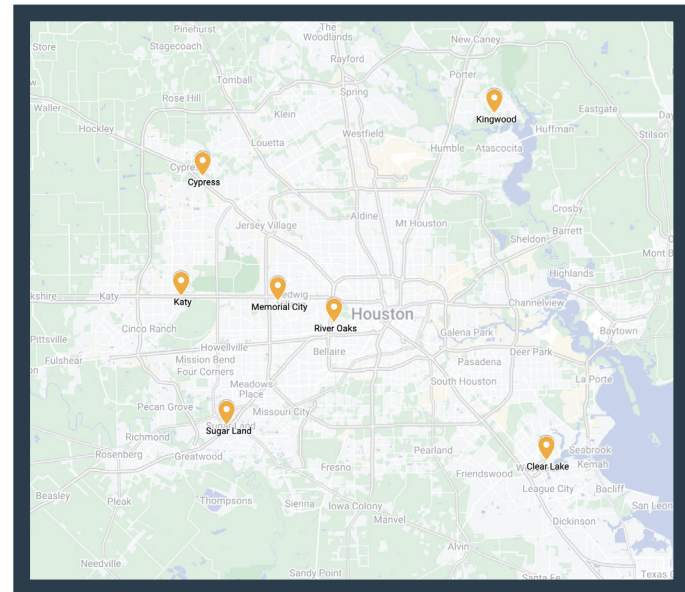 Pinehurst
The
Woodlands
New Caney
Store
Stagecoach
Rayford
Porter
Tomball
Spring
Kingwood
Waller
Rose Hill
Klein
Eastgate
Hockley
Westfield
Huffman
Stilson
Louetta
Humble
Atascocita
Cypress
Aldine
Mt Houston
Crosby
Jersey Village
Sheldon
Barrett
Mont B
Highlands
kshire
Katy
Katy
Memorial City
River Oaks
Houston
Channelview
Cinco Ranch
Galena Park
Baytown
Pittsville
Howellville
Bellaire
Deer Park
Fulshear
Mission Bend
Pasadena
Four Corners
South Houston
La Porte
Meadows
Place
Pecan Grove
Missouri City
Sugar Land
Richmond
Pearland
Seabrook
Rosenberg
Greatwood
Clear Lake
Kemah
Fresno
Friendswood
League City
Bacliff
Beasley
Pleak
Thompsons
Sienna
Iowa Colony
San Leon
Manvel
Dickinson
Alvin
Needville
Sandy Point
Santa Fe
Texas C